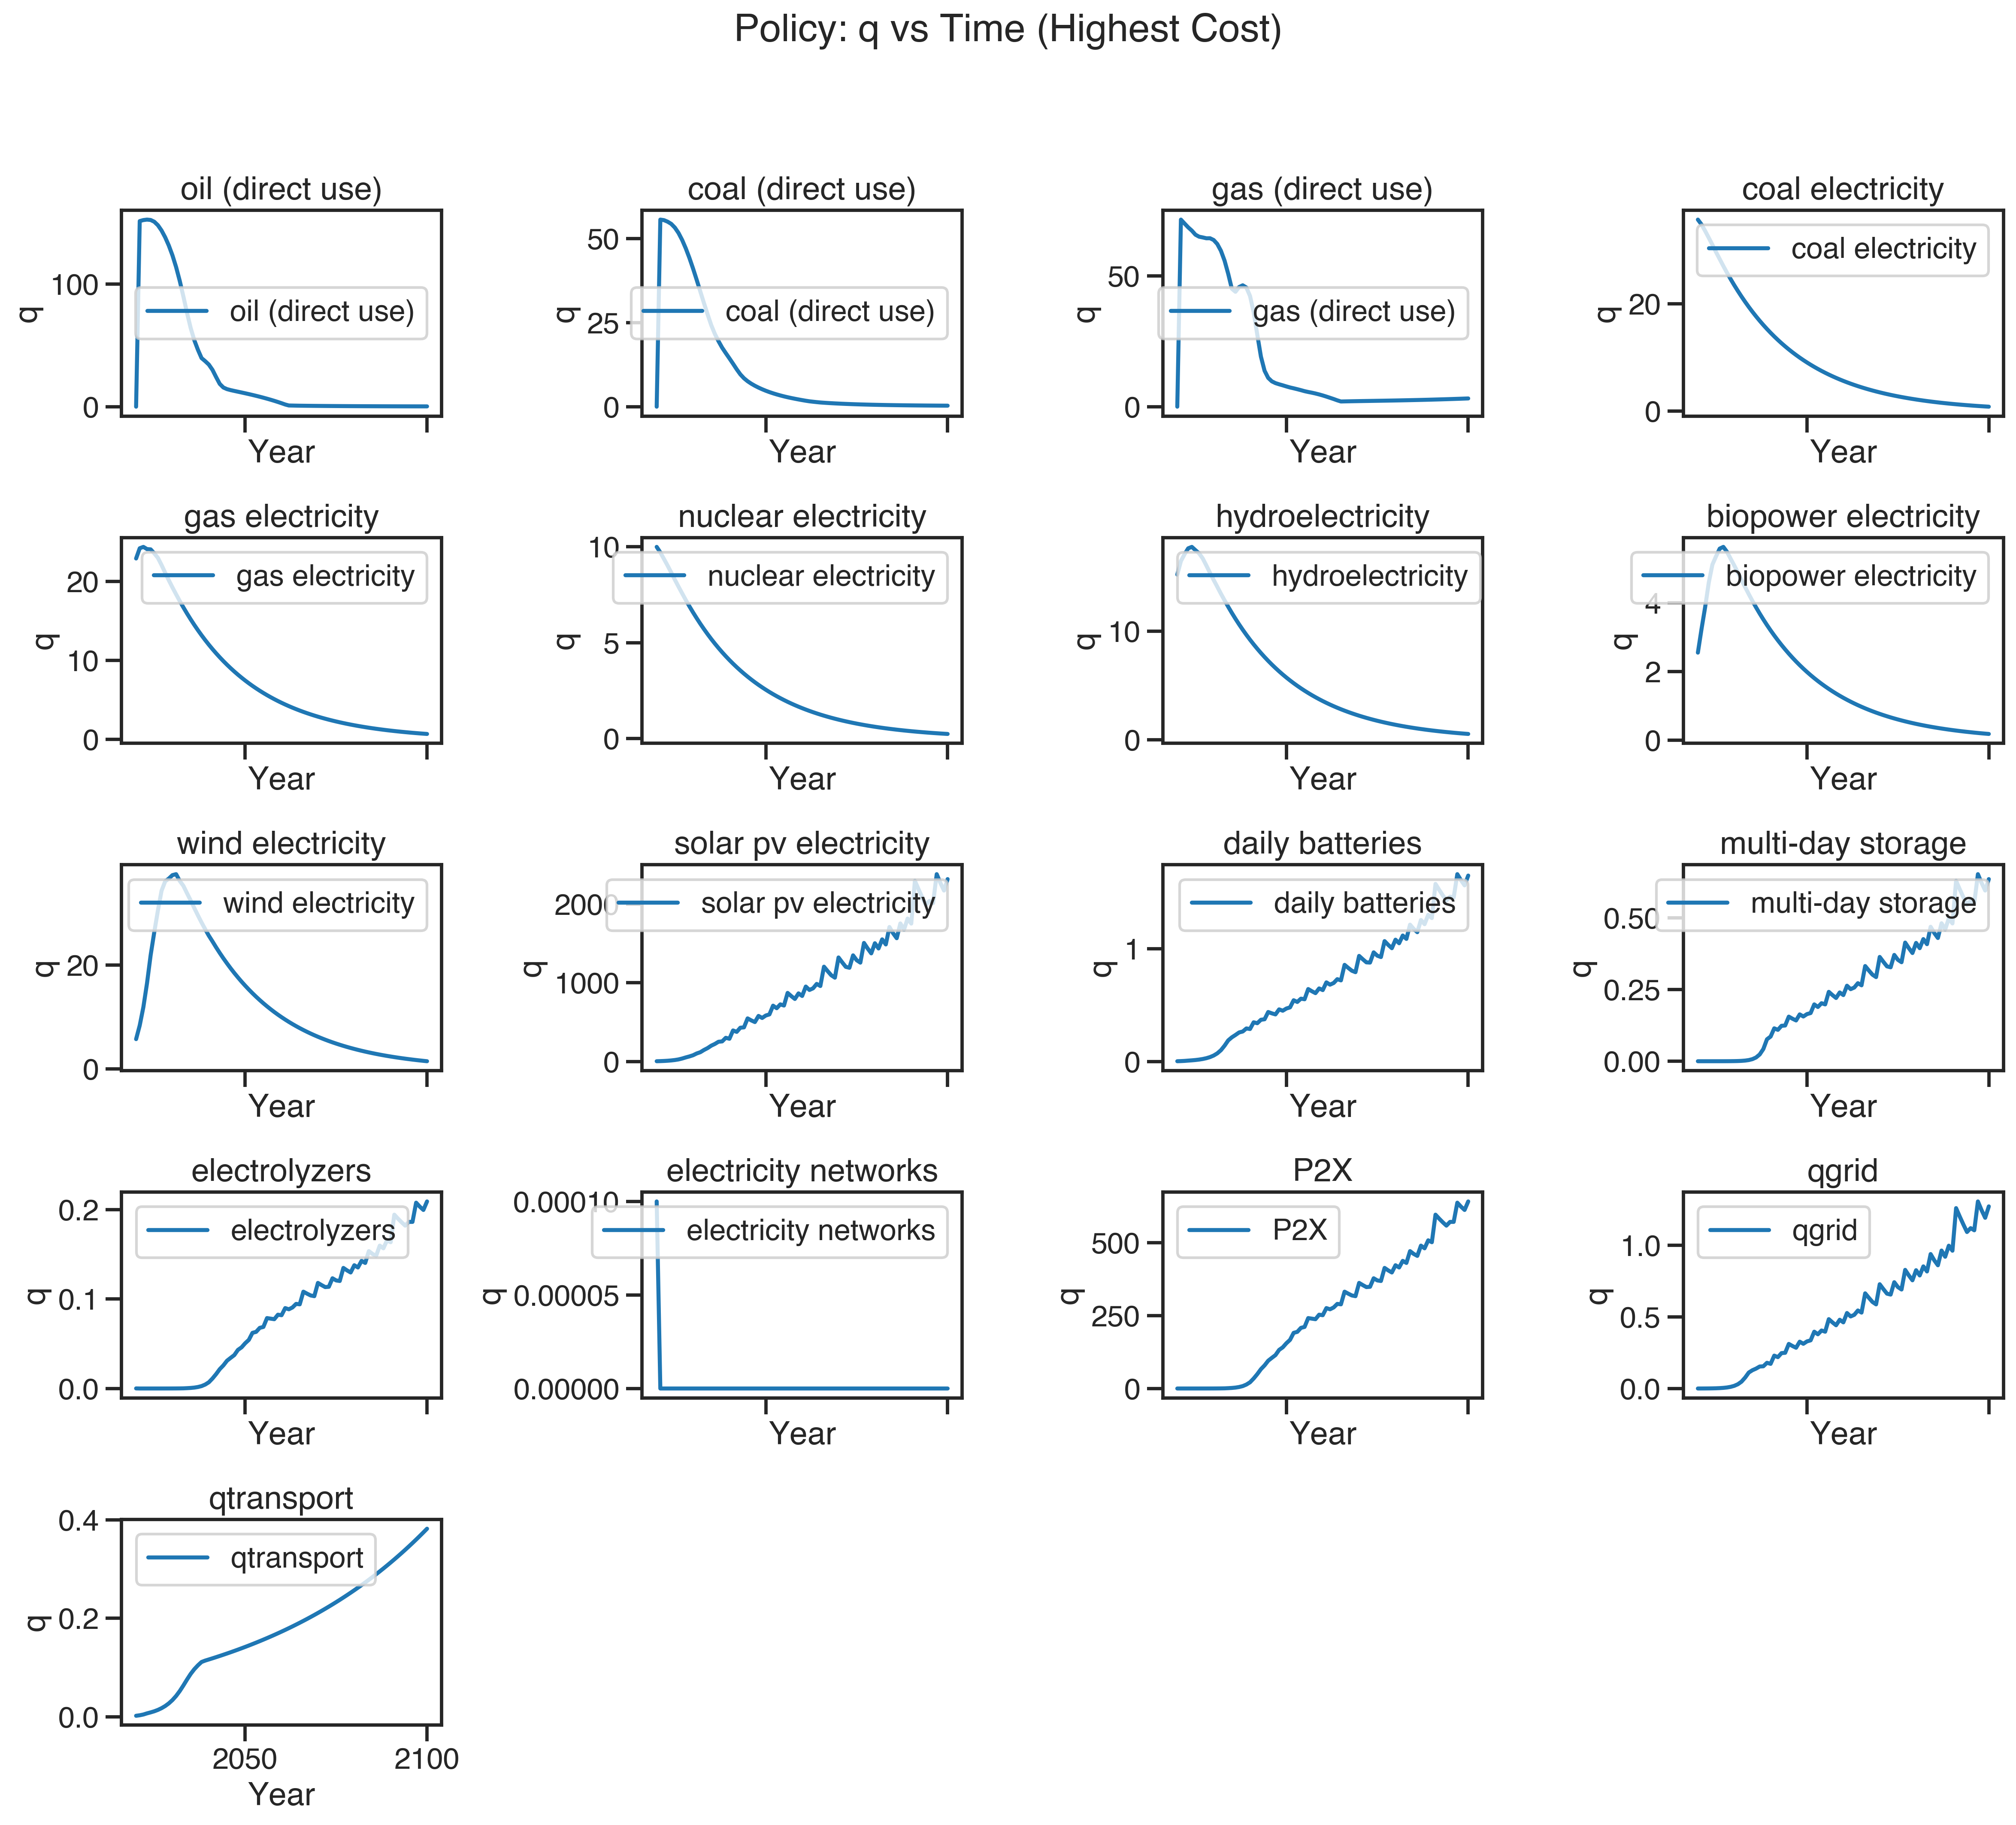 Policy: q vs Time (Highest Cost)
oil (direct use)
100
0
q
oil (direct use)
Year
coal (direct use)
50
25
0
q
coal (direct use)
Year
gas (direct use)
50
0
q
gas (direct use)
Year
coal electricity
20
0
q
coal electricity
Year
gas electricity
20
10
0
q
gas electricity
Year
nuclear electricity
10
5
0
q
nuclear electricity
Year
hydroelectricity
10
0
q
hydroelectricity
Year
biopower electricity
4
2
0
q
biopower electricity
Year
wind electricity
20
0
q
wind electricity
Year
solar pv electricity
2000
1000
0
q
solar pv electricity
Year
daily batteries
1
0
q
daily batteries
Year
multi-day storage
0.50
0.25
0.00
q
multi-day storage
Year
electrolyzers
0.2
0.1
0.0
q
electrolyzers
Year
electricity networks
0.00010
0.00005
0.00000
q
electricity networks
Year
P2X
500
250
0
q
P2X
Year
qgrid
1.0
0.5
0.0
q
qgrid
Year
qtransport
0.4
0.2
0.0
q
qtransport
2050 2100
Year